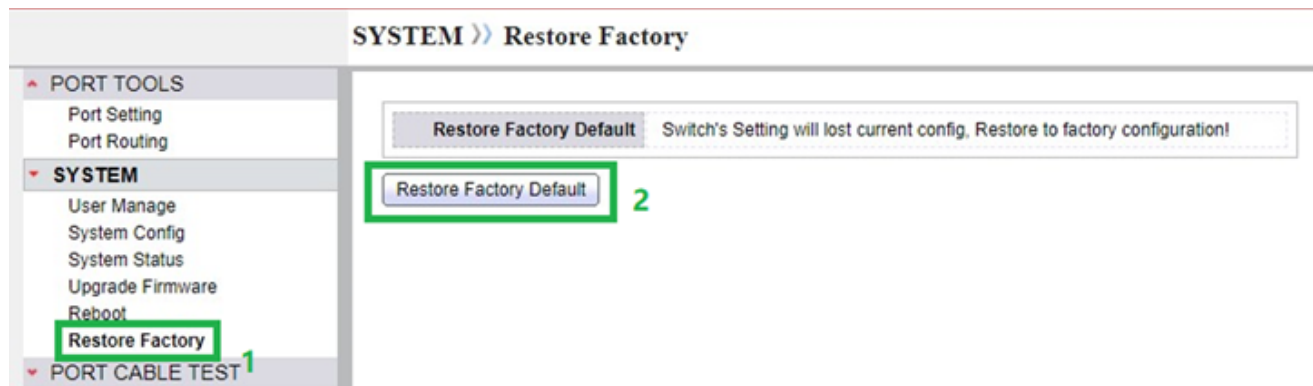 SYSTEM » Restore Factory
PORT TOOLS
Port Setting
Port Routing
SYSTEM
User Manage
System Config
System Status
Upgrade Firmware
Reboot
Restore Factory
1
PORT CABLE TEST
Restore Factory Default Switch's Setting will lost current config, Restore to factory configuration!
Restore Factory Default
2